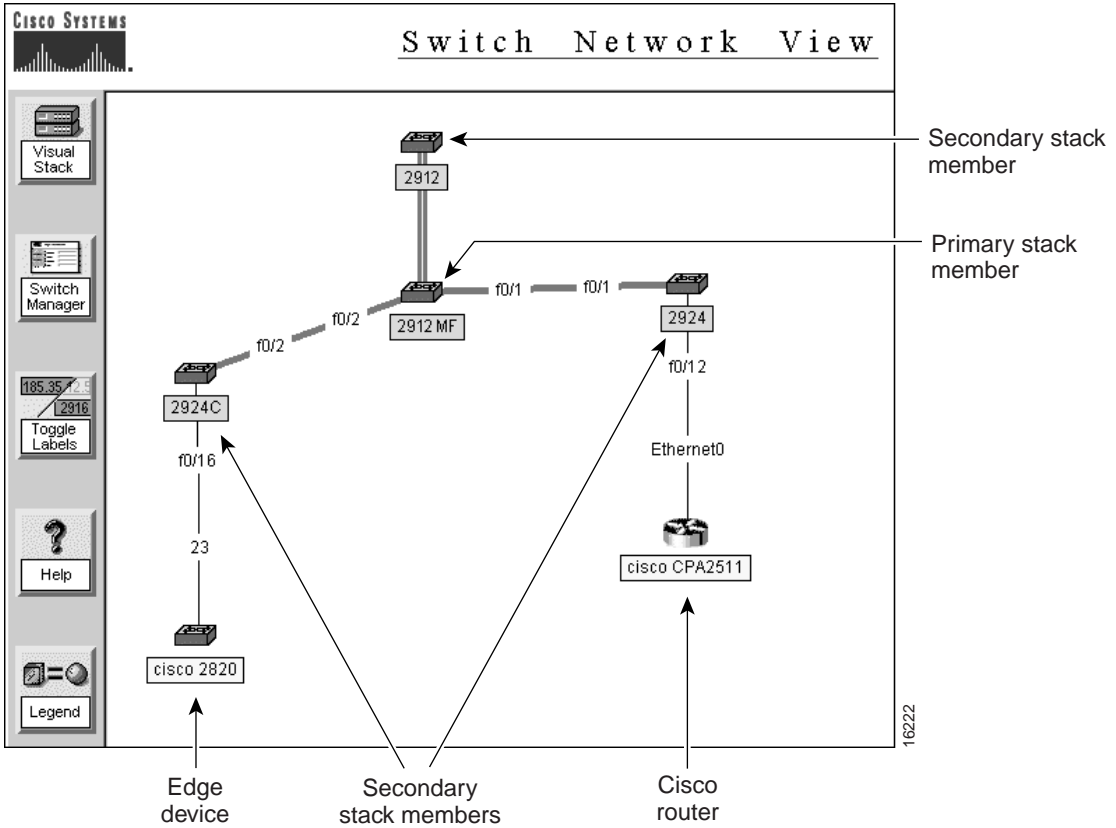 CISCO SYSTEMS
Switch Network View
Visual
Stack
Switch
Manager
185.35.12.5
2916
Toggle
Labels
Help
Legend
2912
2912 MF
f0/1
f0/1
2924
f0/2
f0/2
f0/12
2924C
f0/16
Ethernet0
23
cisco CPA2511
cisco 2820
Secondary stack
member
Primary stack
member
Edge
device
Secondary
stack members
Cisco
router
16222